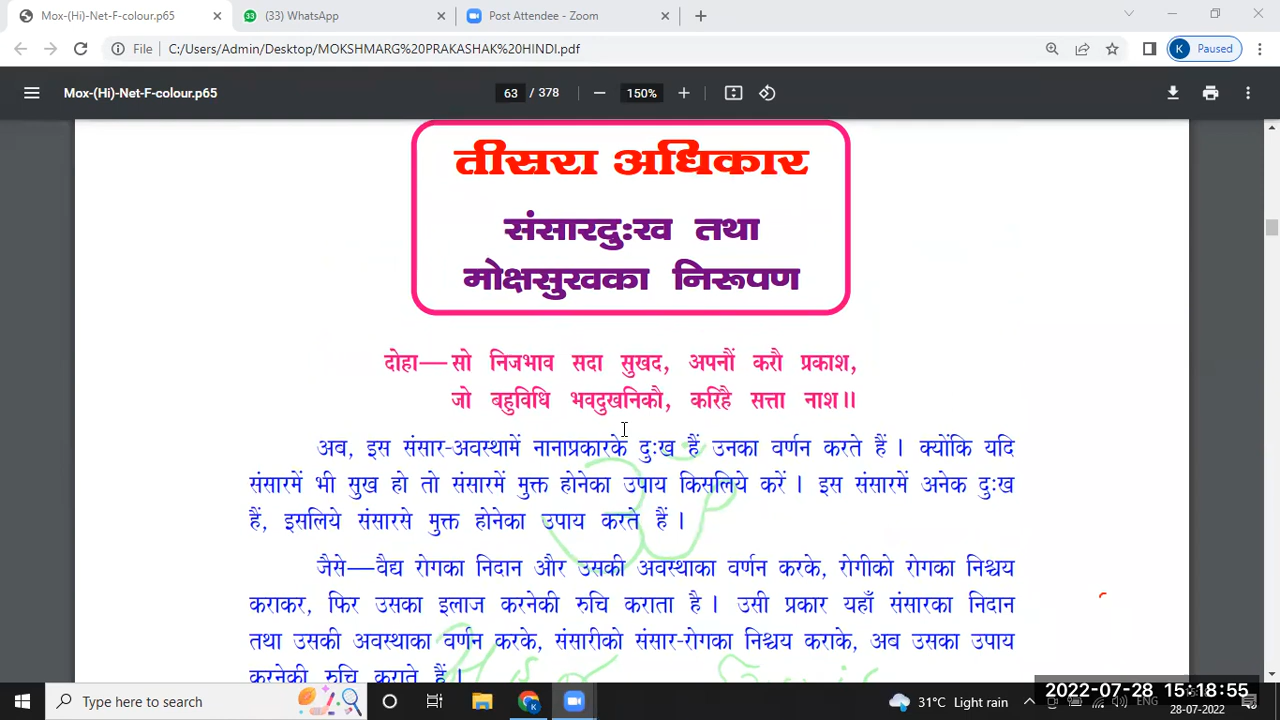 Mox-(Hi)-Net-F-colour.p65
(33) WhatsApp
Post Attendee - Zoom
File
C:/Users/Admin/Desktop/MOKSHMARG%20PRAKASHAK%20HINDI.pdf
K Paused
Mox-(Hi)-Net-F-colour.p65
63 / 378
150%
तीसरा अधिकार
संसारदुःख तथा
मोक्षसुखका निरूपण
दोहा—सो निजभाव सदा सुखद, अपनौं करौ प्रकाश,
जो बहुविधि भवदुखनिकौ, करिहै सत्ता नाश।।
अब, इस संसार-अवस्थामें नानाप्रकारके दुःख हैं उनका वर्णन करते हैं । क्योंकि यदि
संसारमें भी सुख हो तो संसारमें मुक्त होनेका उपाय किसलिये करें । इस संसारमें अनेक दुःख
हैं, इसलिये संसारसे मुक्त होनेका उपाय करते हैं ।
जैसे—वैद्य रोगका निदान और उसकी अवस्थाका वर्णन करके, रोगीको रोगका निश्चय
कराकर, फिर उसका इलाज करनेकी रुचि कराता है । उसी प्रकार यहाँ संसारका निदान
तथा उसकी अवस्थाका वर्णन करके, संसारीको संसार-रोगका निश्चय कराके, अब उसका उपाय
करनेकी रुचि कराते हैं ।
Type here to search
31°C Light rain
ENG
2022-07-28 15:18:55
28-07-2022